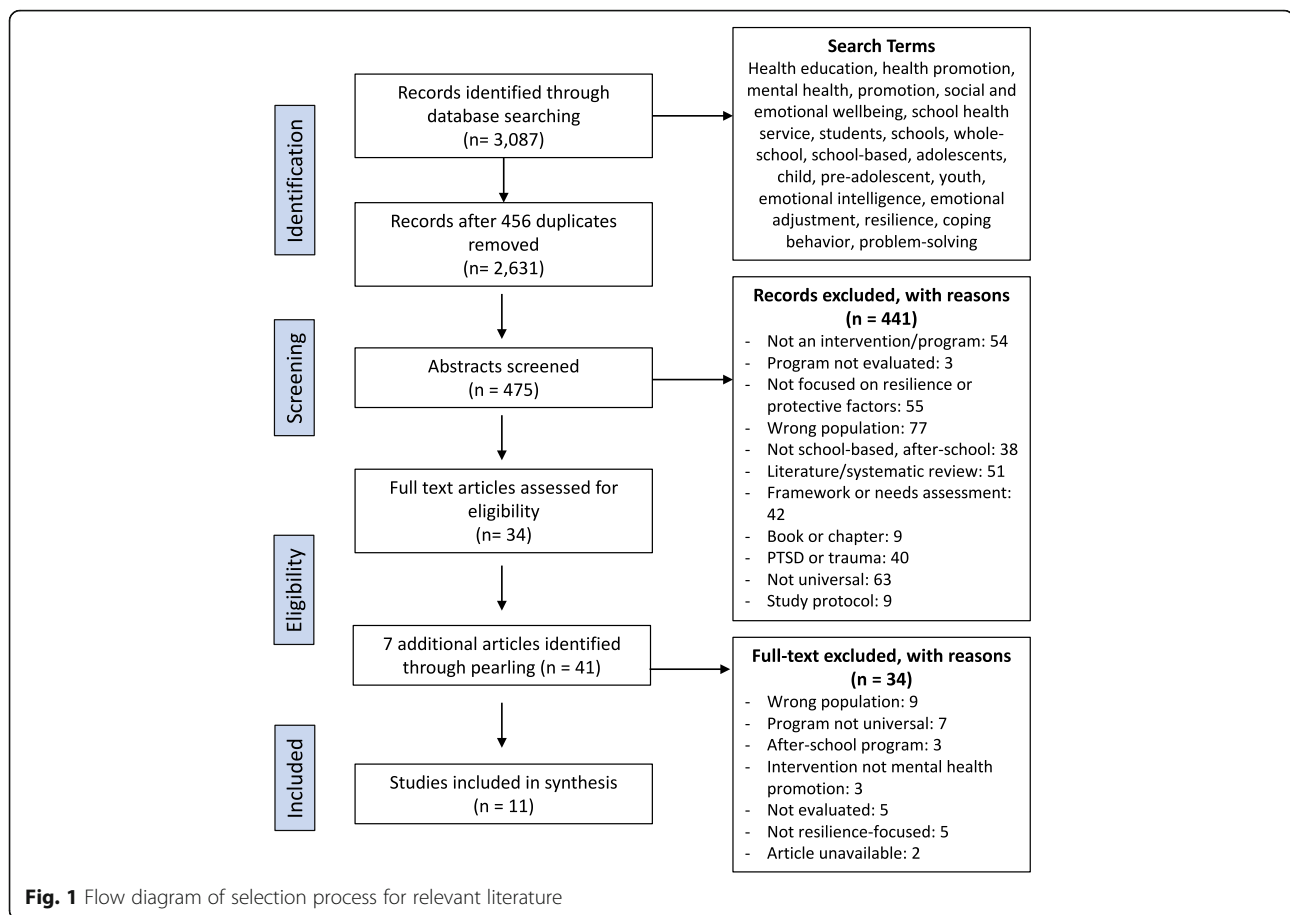 Identification
Records identified through
database searching
(n= 3,087)
Search Terms
Health education, health promotion,
mental health, promotion, social and
emotional wellbeing, school health
service, students, schools, whole-
school, school-based, adolescents,
child, pre-adolescent, youth,
emotional intelligence, emotional
adjustment, resilience, coping
behavior, problem-solving
Records after 456 duplicates
removed
(n= 2,631)
Screening
Abstracts screened
(n = 475)
Records excluded, with reasons
(n = 441)
- Not an intervention/program: 54
- Program not evaluated: 3
- Not focused on resilience or
protective factors: 55
- Wrong population: 77
- Not school-based, after-school: 38
- Literature/systematic review: 51
- Framework or needs assessment:
42
- Book or chapter: 9
- PTSD or trauma: 40
- Not universal: 63
- Study protocol: 9
Eligibility
Full text articles assessed for
eligibility
(n= 34)
7 additional articles identified
through pearling (n = 41)
Full-text excluded, with reasons
(n = 34)
- Wrong population: 9
- Program not universal: 7
- After-school program: 3
- Intervention not mental health
promotion: 3
- Not evaluated: 5
- Not resilience-focused: 5
- Article unavailable: 2
Included
Studies included in synthesis
(n = 11)
Fig. 1 Flow diagram of selection process for relevant literature